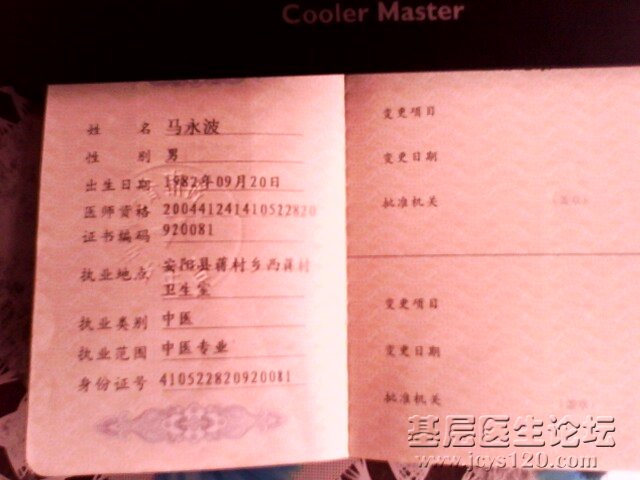 Cooler Master
姓 名 马永波
性 别 男
出生日期 1982年09月20日
医师资格 200441241410522820
证书编码 920081
执业地点 安阳县蒋村乡西蒋村
卫生室
执业类别 中医
执业范围 中医专业
身份证号 410522820920081
变更项目
变更日期
批准机关 (盖章)
变更项目
变更日期
批准机关 (盖章)
基层医生论坛
www.jcys120.com